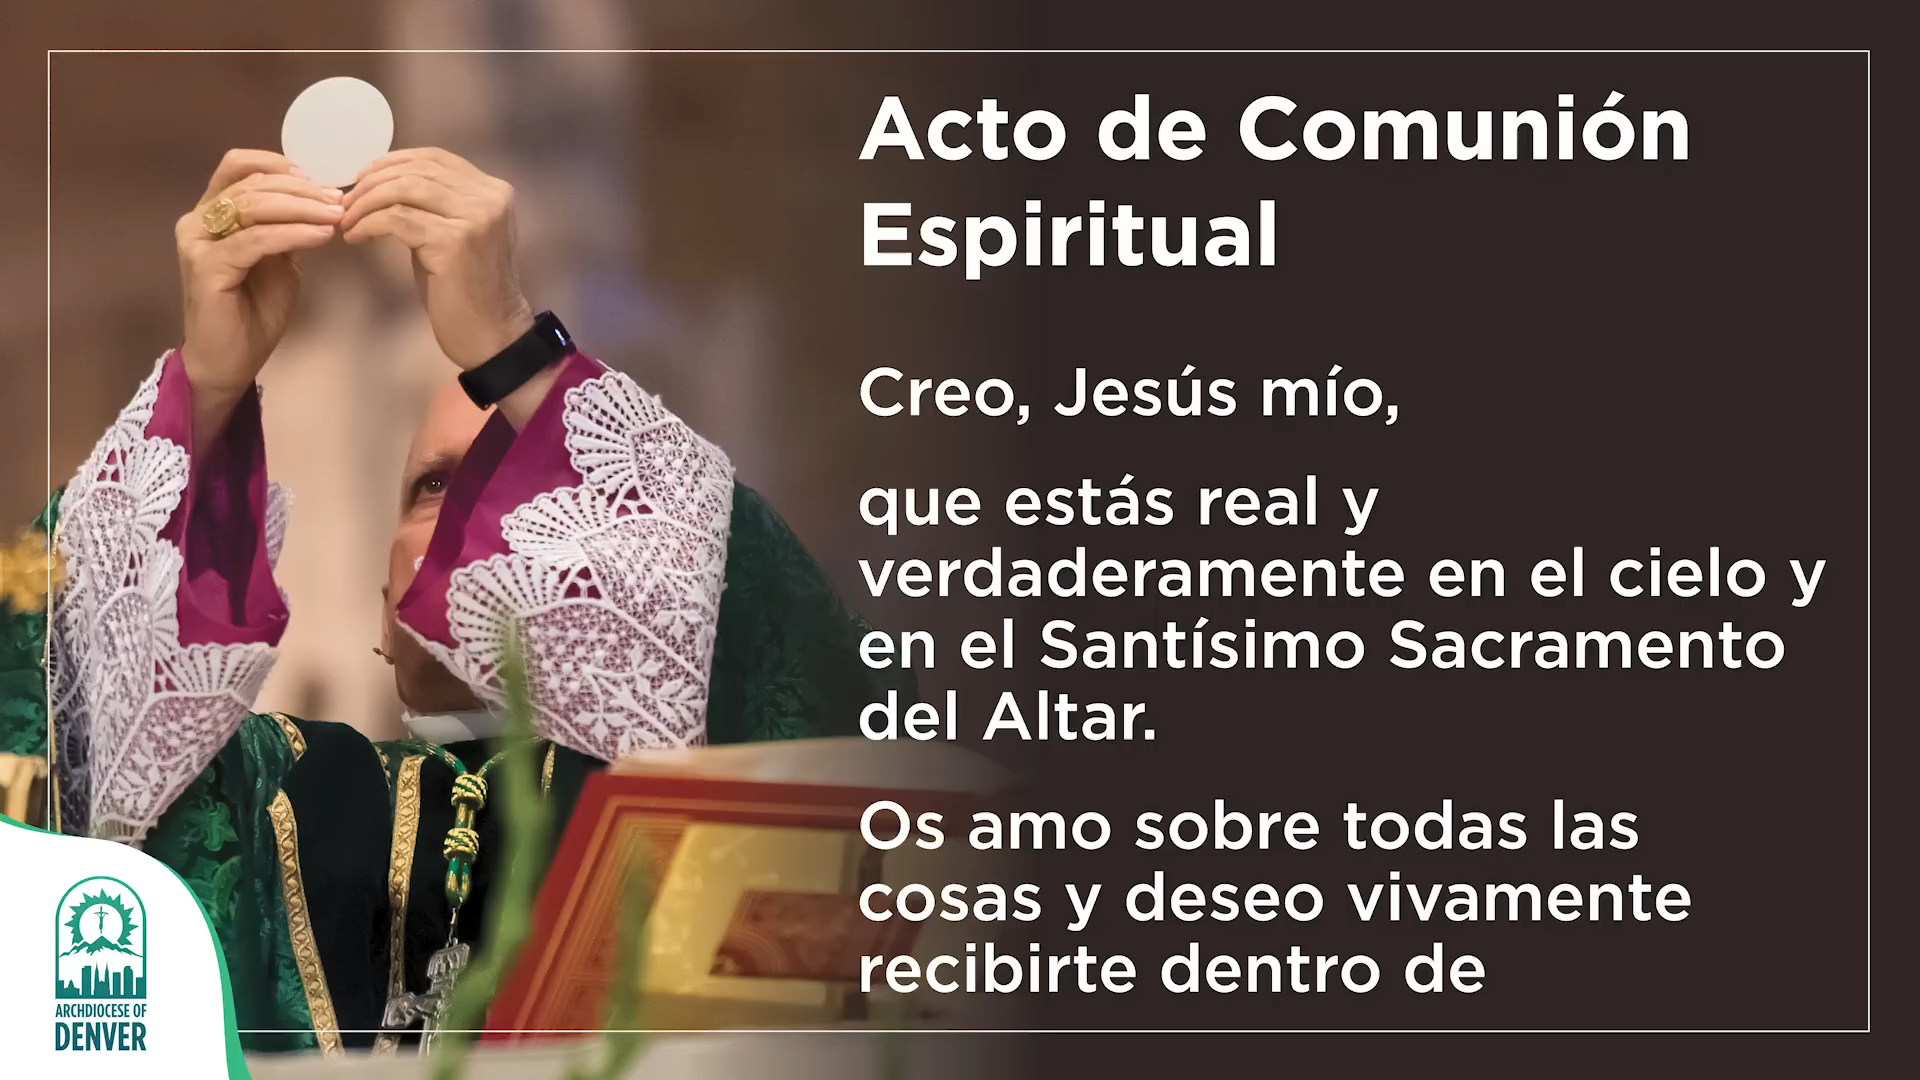 Acto de Comunión
Espiritual
Creo, Jesús mío,
que estás real y
verdaderamente en el cielo y
en el Santísimo Sacramento
del Altar.
Os amo sobre todas las
cosas y deseo vivamente
recibirte dentro de
ARCHDIOCESE OF
DENVER